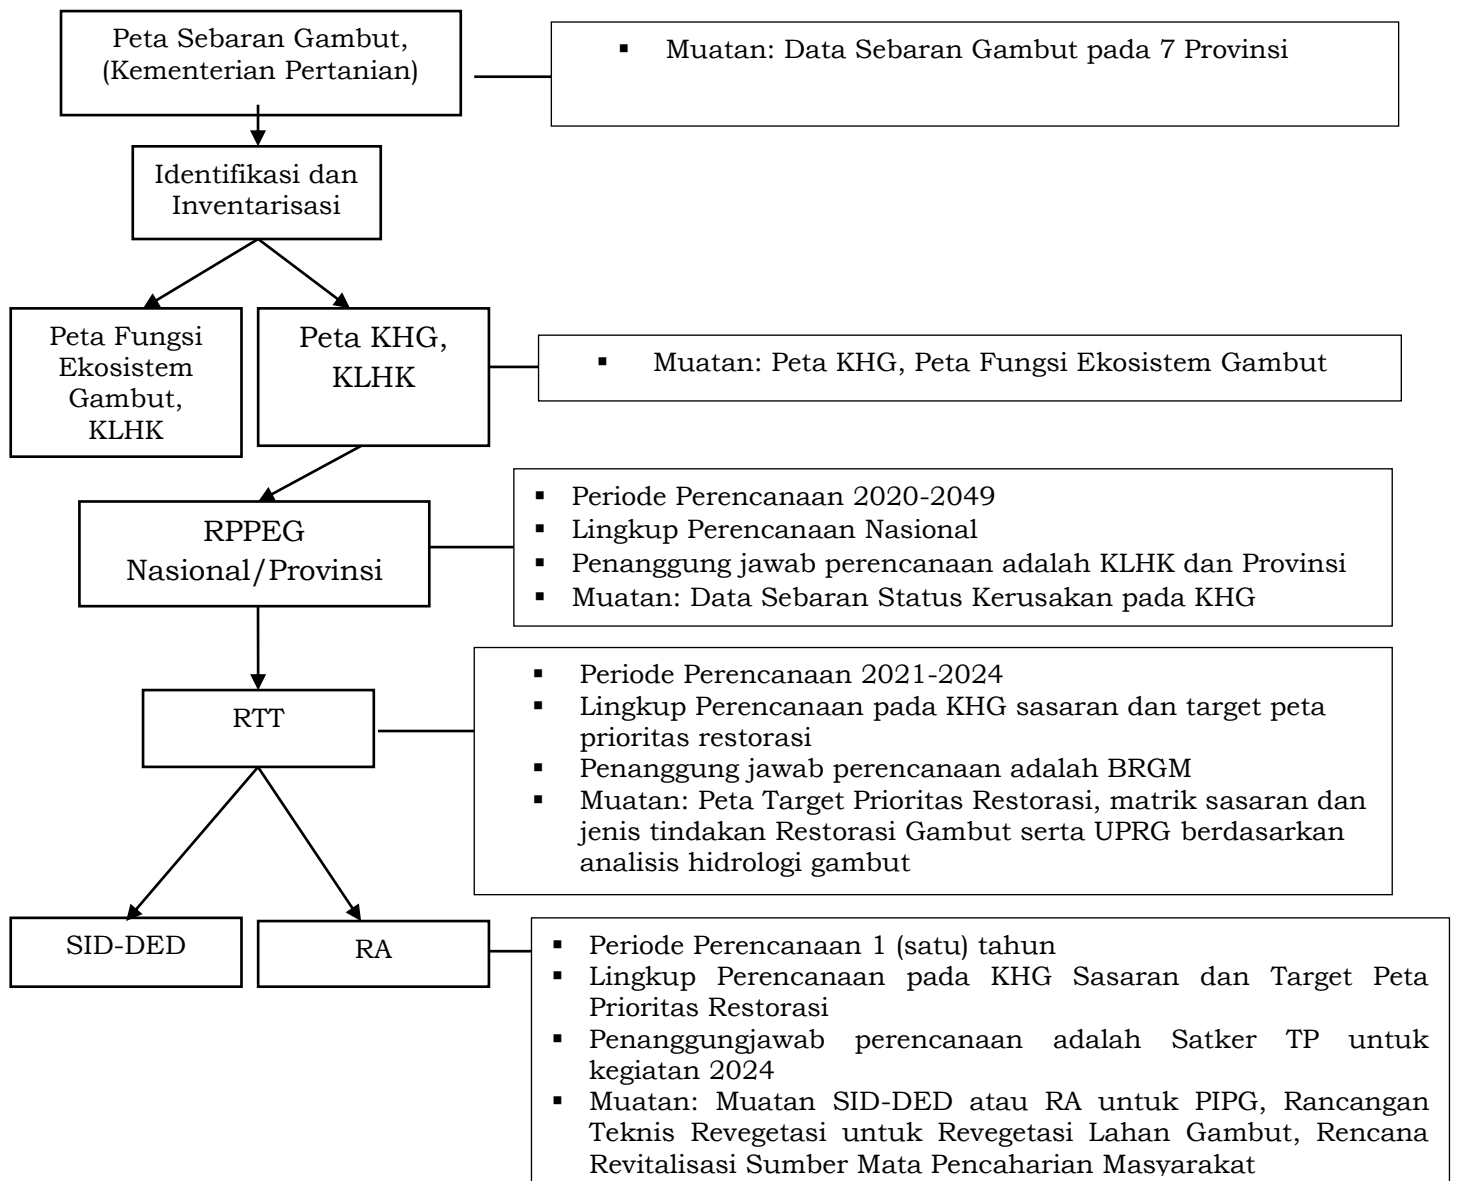 Peta Sebaran Gambut,
(Kementerian Pertanian)
▪ Muatan: Data Sebaran Gambut pada 7 Provinsi
Identifikasi dan
Inventarisasi
Peta Fungsi
Ekosistem
Gambut,
KLHK
Peta KHG,
KLHK
▪ Muatan: Peta KHG, Peta Fungsi Ekosistem Gambut
RPPEG
Nasional/Provinsi
▪ Periode Perencanaan 2020-2049
▪ Lingkup Perencanaan Nasional
▪ Penanggung jawab perencanaan adalah KLHK dan Provinsi
▪ Muatan: Data Sebaran Status Kerusakan pada KHG
RTT
▪ Periode Perencanaan 2021-2024
▪ Lingkup Perencanaan pada KHG sasaran dan target peta
prioritas restorasi
▪ Penanggung jawab perencanaan adalah BRGM
▪ Muatan: Peta Target Prioritas Restorasi, matrik sasaran dan
jenis tindakan Restorasi Gambut serta UPRG berdasarkan
analisis hidrologi gambut
SID-DED
RA
▪ Periode Perencanaan 1 (satu) tahun
▪ Lingkup Perencanaan pada KHG Sasaran dan Target Peta
Prioritas Restorasi
▪ Penanggungjawab perencanaan adalah Satker TP untuk
kegiatan 2024
▪ Muatan: Muatan SID-DED atau RA untuk PIPG, Rancangan
Teknis Revegetasi untuk Revegetasi Lahan Gambut, Rencana
Revitalisasi Sumber Mata Pencaharian Masyarakat